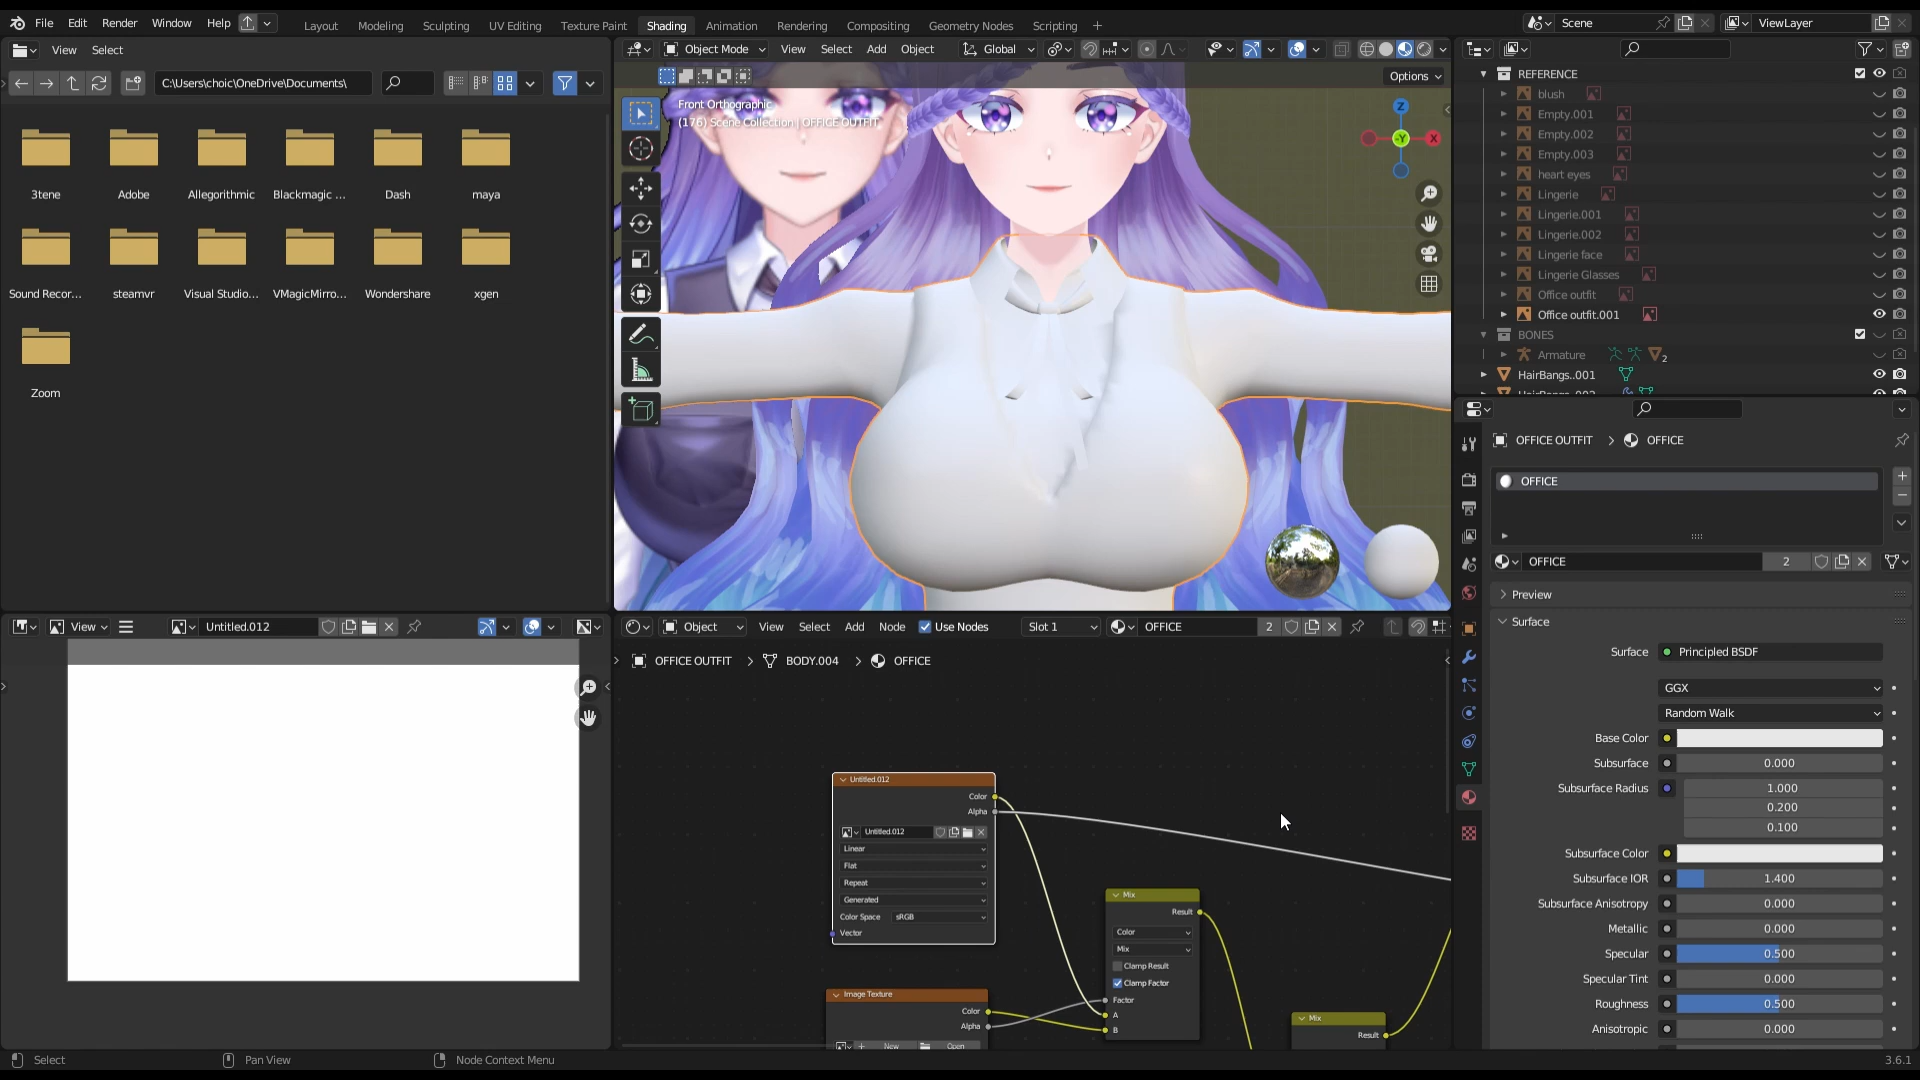 File Edit Render Window Help
Layout Modeling Sculpting UV Editing Texture Paint Shading Animation Rendering Compositing Geometry Nodes Scripting +
Scene
ViewLayer
View Select
C:\Users\choic\OneDrive\Documents\
3tene Adobe Allegorithmic Blackmagic ... Dash maya
Sound Recor... steamvr Visual Studio... VMagicMirro... Wondershare xgen
Zoom
Object Mode View Select Add Object Global
Options
Front Orthographic
(176) Scene Collection | OFFICE OUTFIT
Z
-Y
X
REFERENCE
blush
Empty.001
Empty.002
Empty.003
heart eyes
Lingerie
Lingerie.001
Lingerie.002
Lingerie face
Lingerie Glasses
Office outfit
Office outfit.001
BONES
Armature 2
HairBangs..001
OFFICE OUTFIT > OFFICE
OFFICE
OFFICE 2
Preview
Surface
Surface Principled BSDF
GGX
Random Walk
Base Color
Subsurface 0.000
Subsurface Radius 1.000
0.200
0.100
Subsurface Color
Subsurface IOR 1.400
Subsurface Anisotropy 0.000
Metallic 0.000
Specular 0.500
Specular Tint 0.000
Roughness 0.500
Anisotropic 0.000
View Untitled.012
Object View Select Add Node Use Nodes Slot 1 OFFICE 2
OFFICE OUTFIT > BODY.004 > OFFICE
Untitled.012
Color
Alpha
Untitled.012
Linear
Flat
Repeat
Generated
Color Space sRGB
Vector
Image Texture
Color
Alpha
New Open
Mix
Result
Color
Mix
Clamp Result
Clamp Factor
Factor
A
B
Mix
Result
Select Pan View Node Context Menu 3.6.1